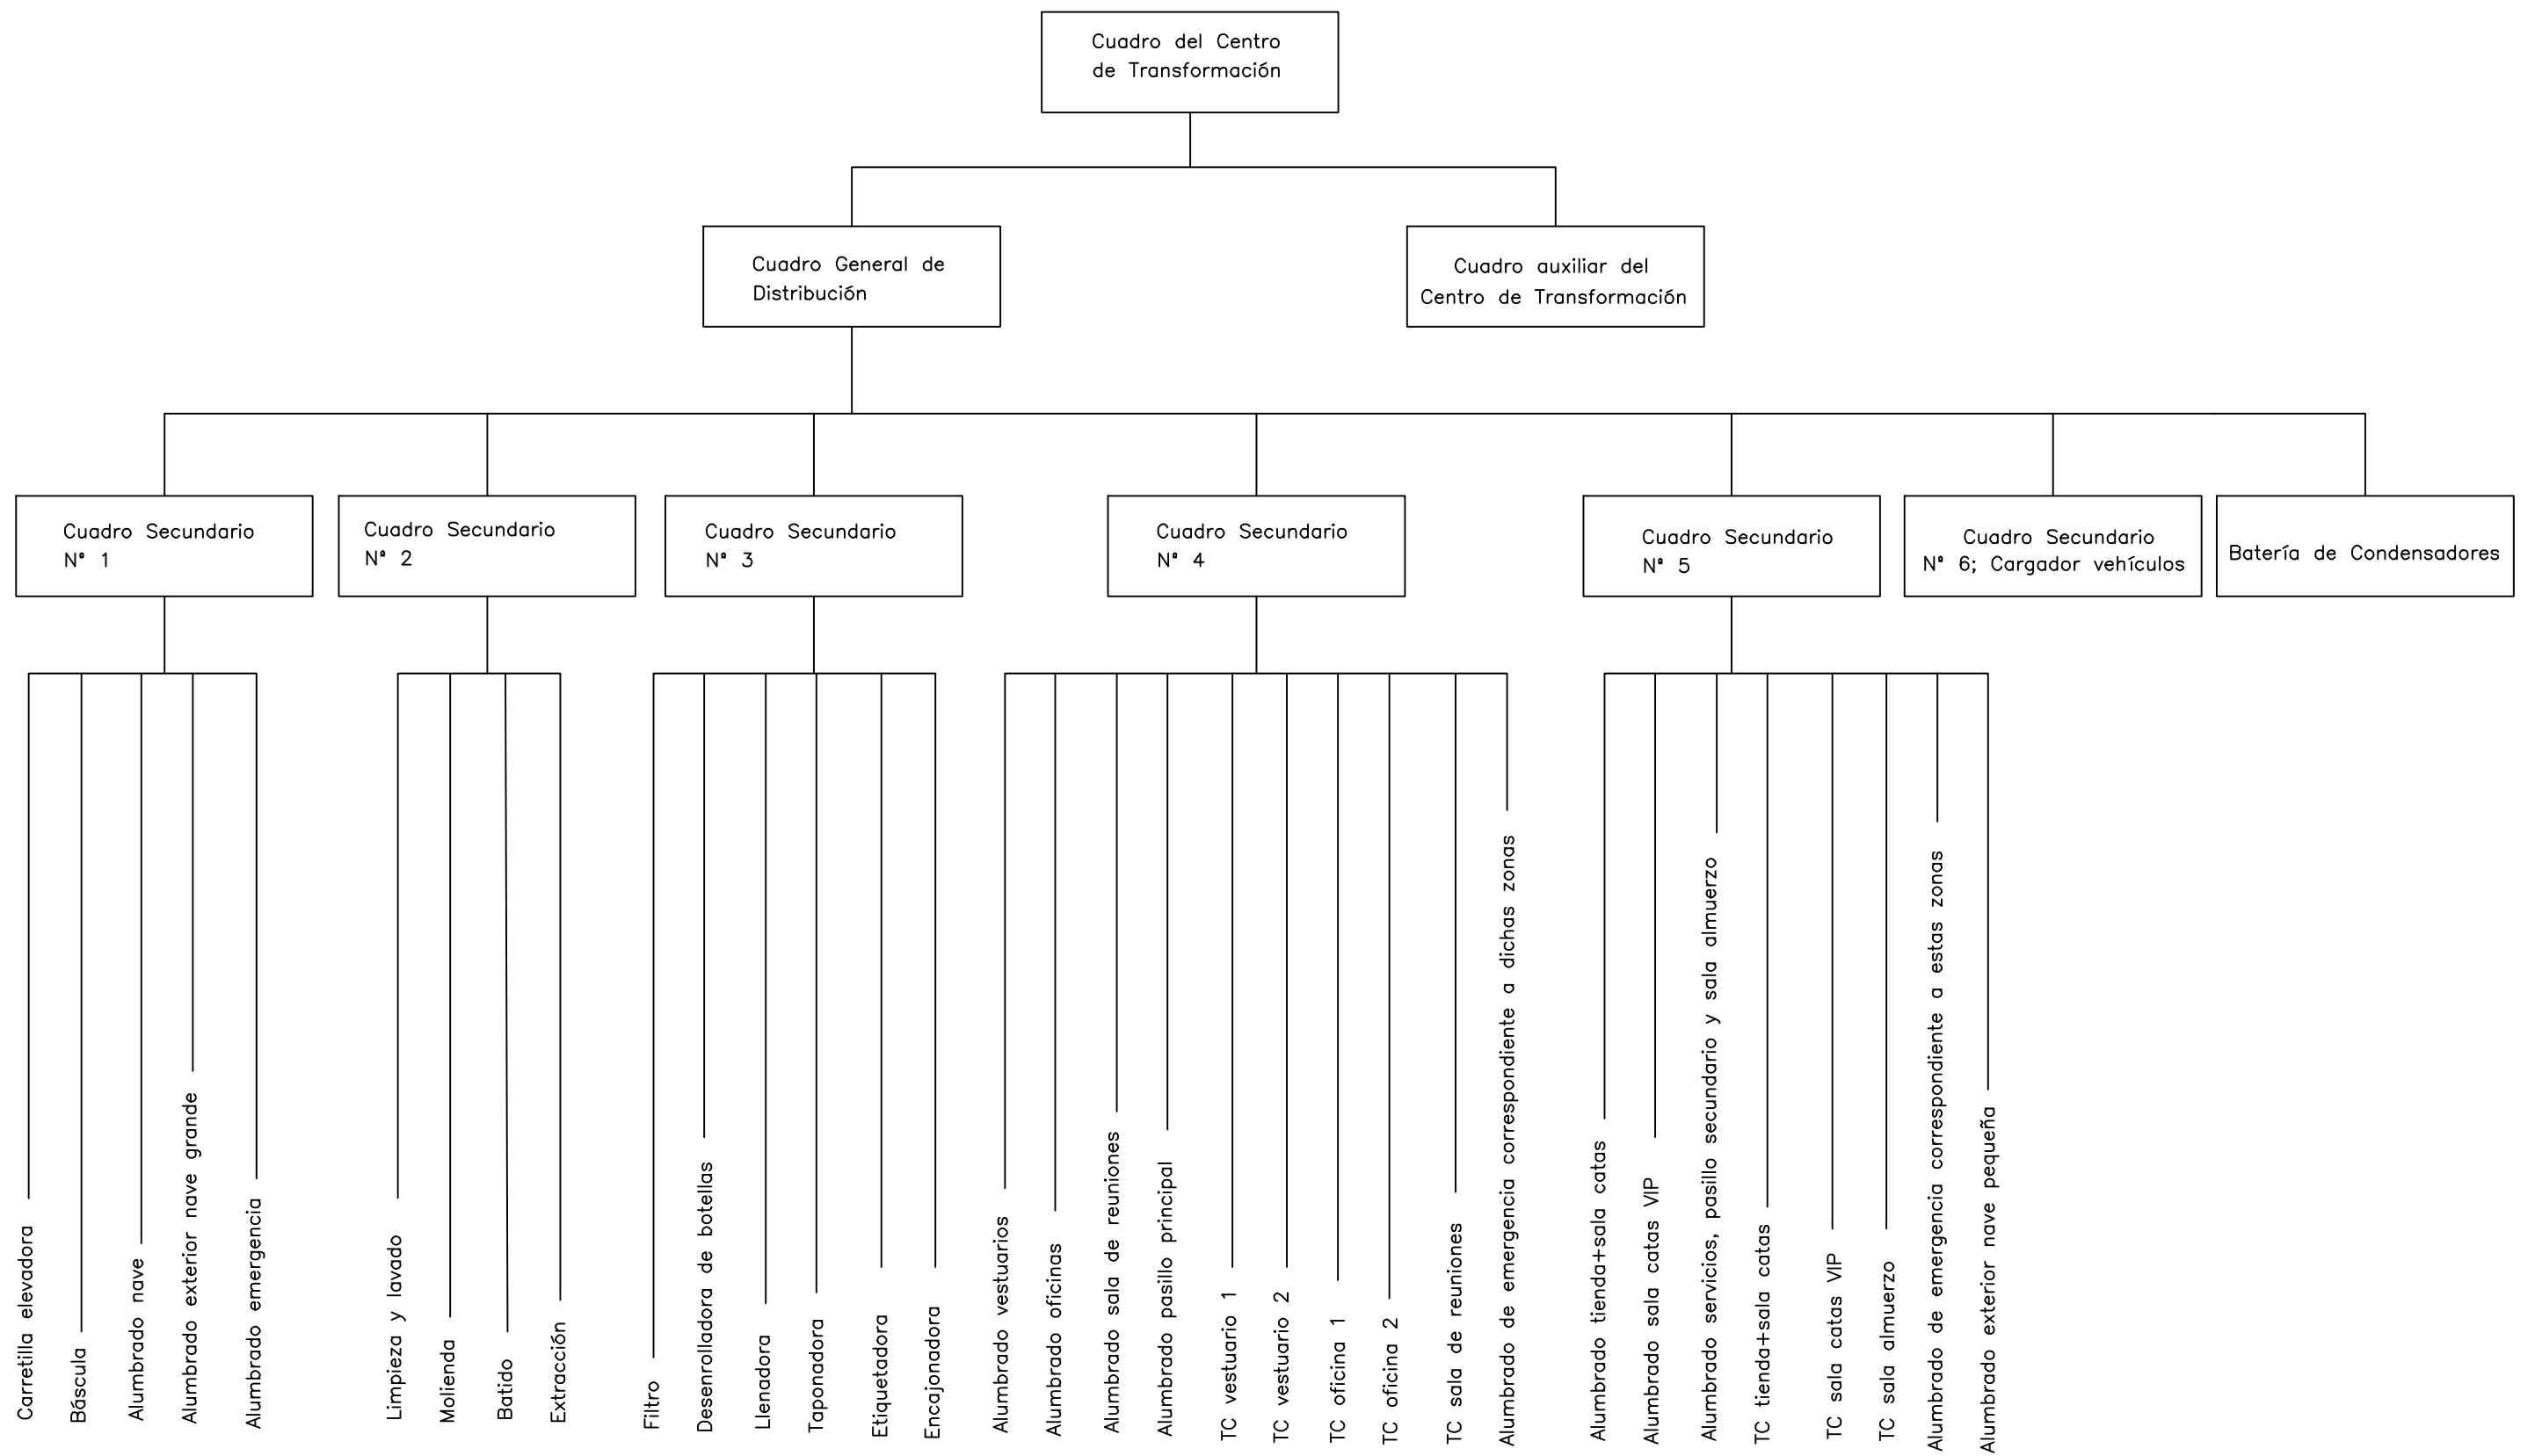 Cuadro del Centro
de Transformación
Cuadro General de
Distribución
Cuadro auxiliar del
Centro de Transformación
Cuadro Secundario
Nª 1
Cuadro Secundario
Nª 2
Cuadro Secundario
Nª 3
Cuadro Secundario
Nª 4
Cuadro Secundario
Nª 5
Cuadro Secundario
Nª 6; Cargador vehículos
Batería de Condensadores
Carretilla elevadora
Báscula
Alumbrado nave
Alumbrado exterior nave grande
Alumbrado emergencia
Limpieza y lavado
Molienda
Batido
Extracción
Filtro
Desenrolladora de botellas
Llenadora
Taponadora
Etiquetadora
Encajonadora
Alumbrado vestuarios
Alumbrado oficinas
Alumbrado sala de reuniones
Alumbrado pasillo principal
TC vestuario 1
TC vestuario 2
TC oficina 1
TC oficina 2
TC sala de reuniones
Alumbrado de emergencia correspondiente a dichas zonas
Alumbrado tienda+sala catas
Alumbrado sala catas VIP
Alumbrado servicios, pasillo secundario y sala almuerzo
TC tienda+sala catas
TC sala catas VIP
TC sala almuerzo
Alumbrado de emergencia correspondiente a estas zonas
Alumbrado exterior nave pequeña